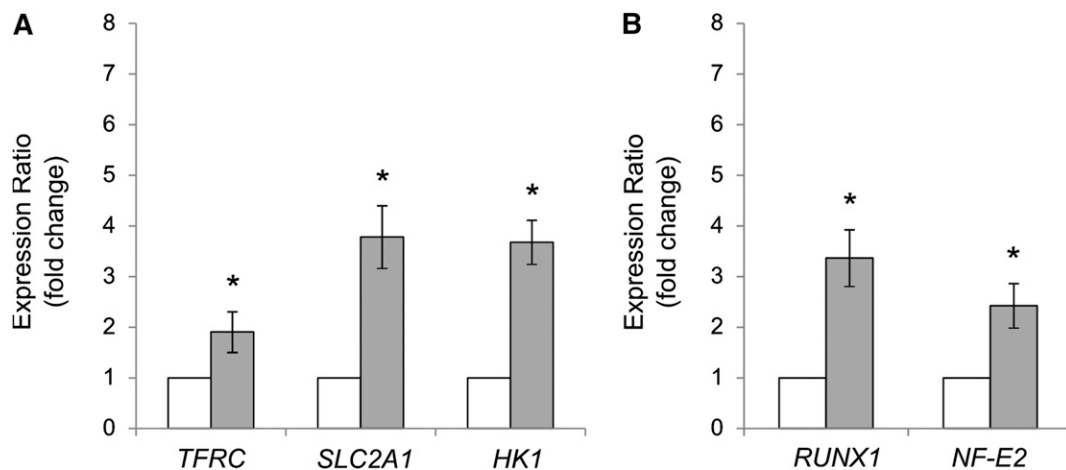 A
Expression Ratio
(fold change)
8
7
6
5
4
3
2
1
0
*
*
*
TFRC
SLC2A1
HK1
B
Expression Ratio
(fold change)
8
7
6
5
4
3
2
1
0
*
*
RUNX1
NF-E2